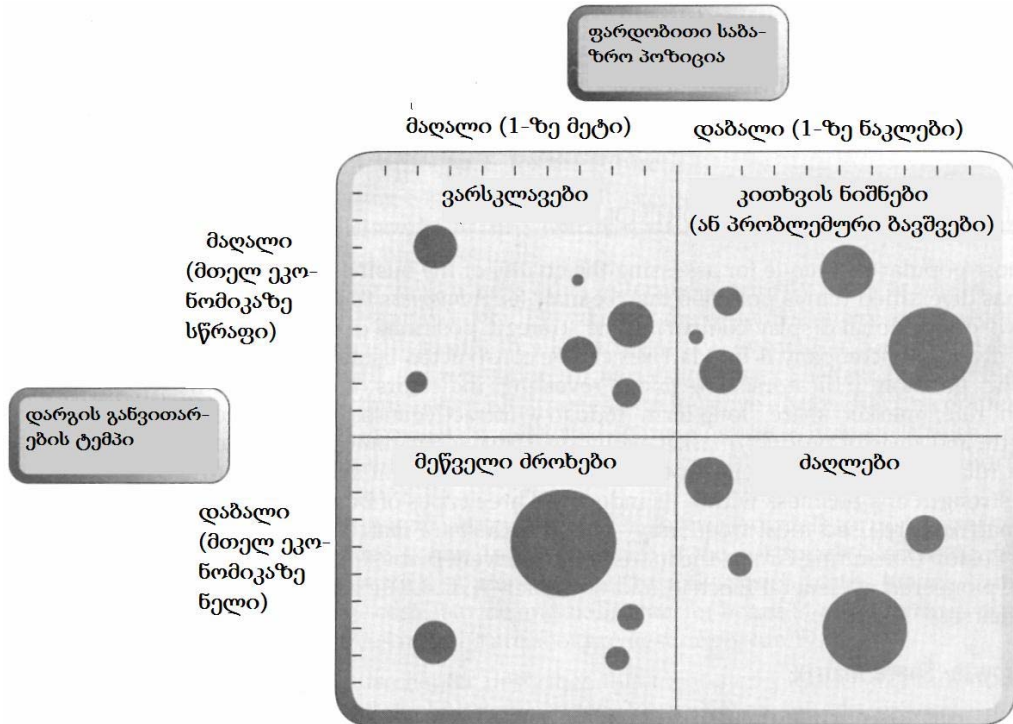 ფარდობითი საბა-
ზრო პოზიცია
მაღალი (1-ზე მეტი)
დაბალი (1-ზე ნაკლები)
ვარსკლავები
კითხვის ნიშნები
(ან პრობლემური ბავშვები)
მაღალი
(მთელ ეკო-
ნომიკაზე
სწრაფი)
დარგის განვითარ-
ების ტემპი
მეწველი ძროხები
ძაღლები
დაბალი
(მთელ ეკო-
ნომიკაზე
ნელი)